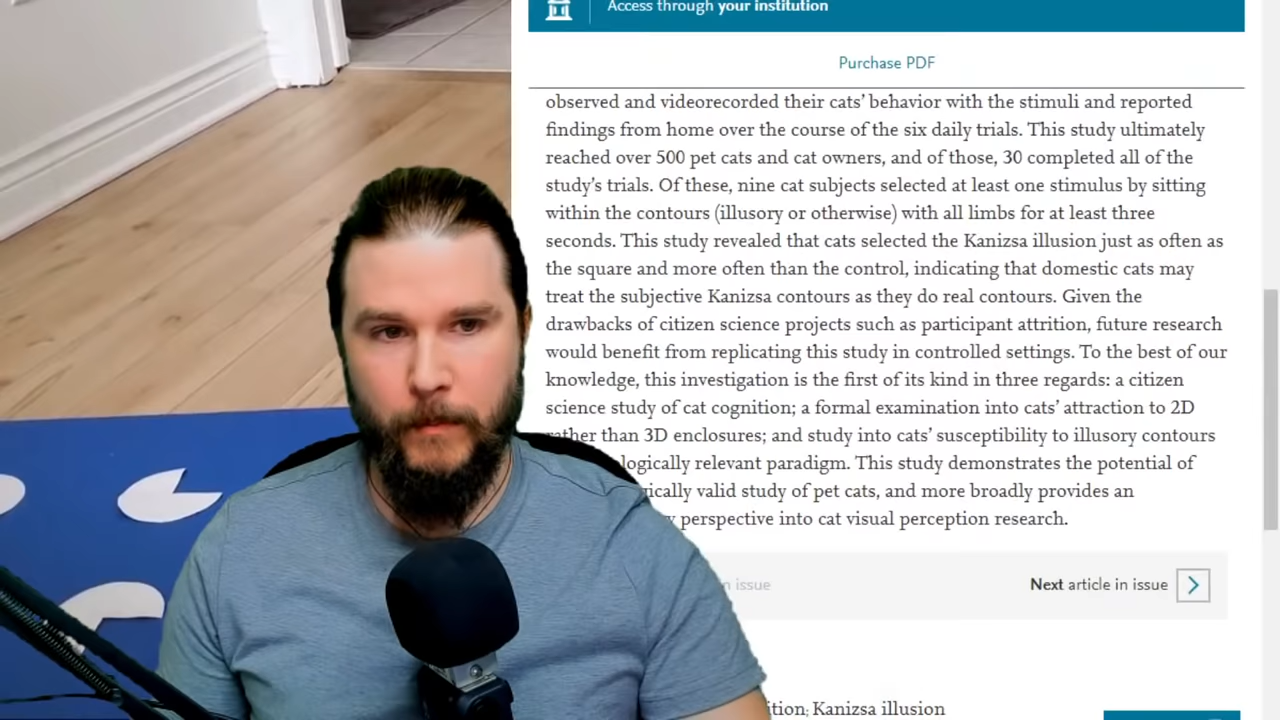 Access through your institution
Purchase PDF
observed and videorecorded their cats' behavior with the stimuli and reported
findings from home over the course of the six daily trials. This study ultimately
reached over 500 pet cats and cat owners, and of those, 30 completed all of the
study's trials. Of these, nine cat subjects selected at least one stimulus by sitting
within the contours (illusory or otherwise) with all limbs for at least three
seconds. This study revealed that cats selected the Kanizsa illusion just as often as
the square and more often than the control, indicating that domestic cats may
treat the subjective Kanizsa contours as they do real contours. Given the
drawbacks of citizen science projects such as participant attrition, future research
would benefit from replicating this study in controlled settings. To the best of our
knowledge, this investigation is the first of its kind in three regards: a citizen
science study of cat cognition; a formal examination into cats' attraction to 2D
rather than 3D enclosures; and study into cats' susceptibility to illusory contours
logically relevant paradigm. This study demonstrates the potential of
ically valid study of pet cats, and more broadly provides an
perspective into cat visual perception research.
in issue
Next article in issue
ition; Kanizsa illusion